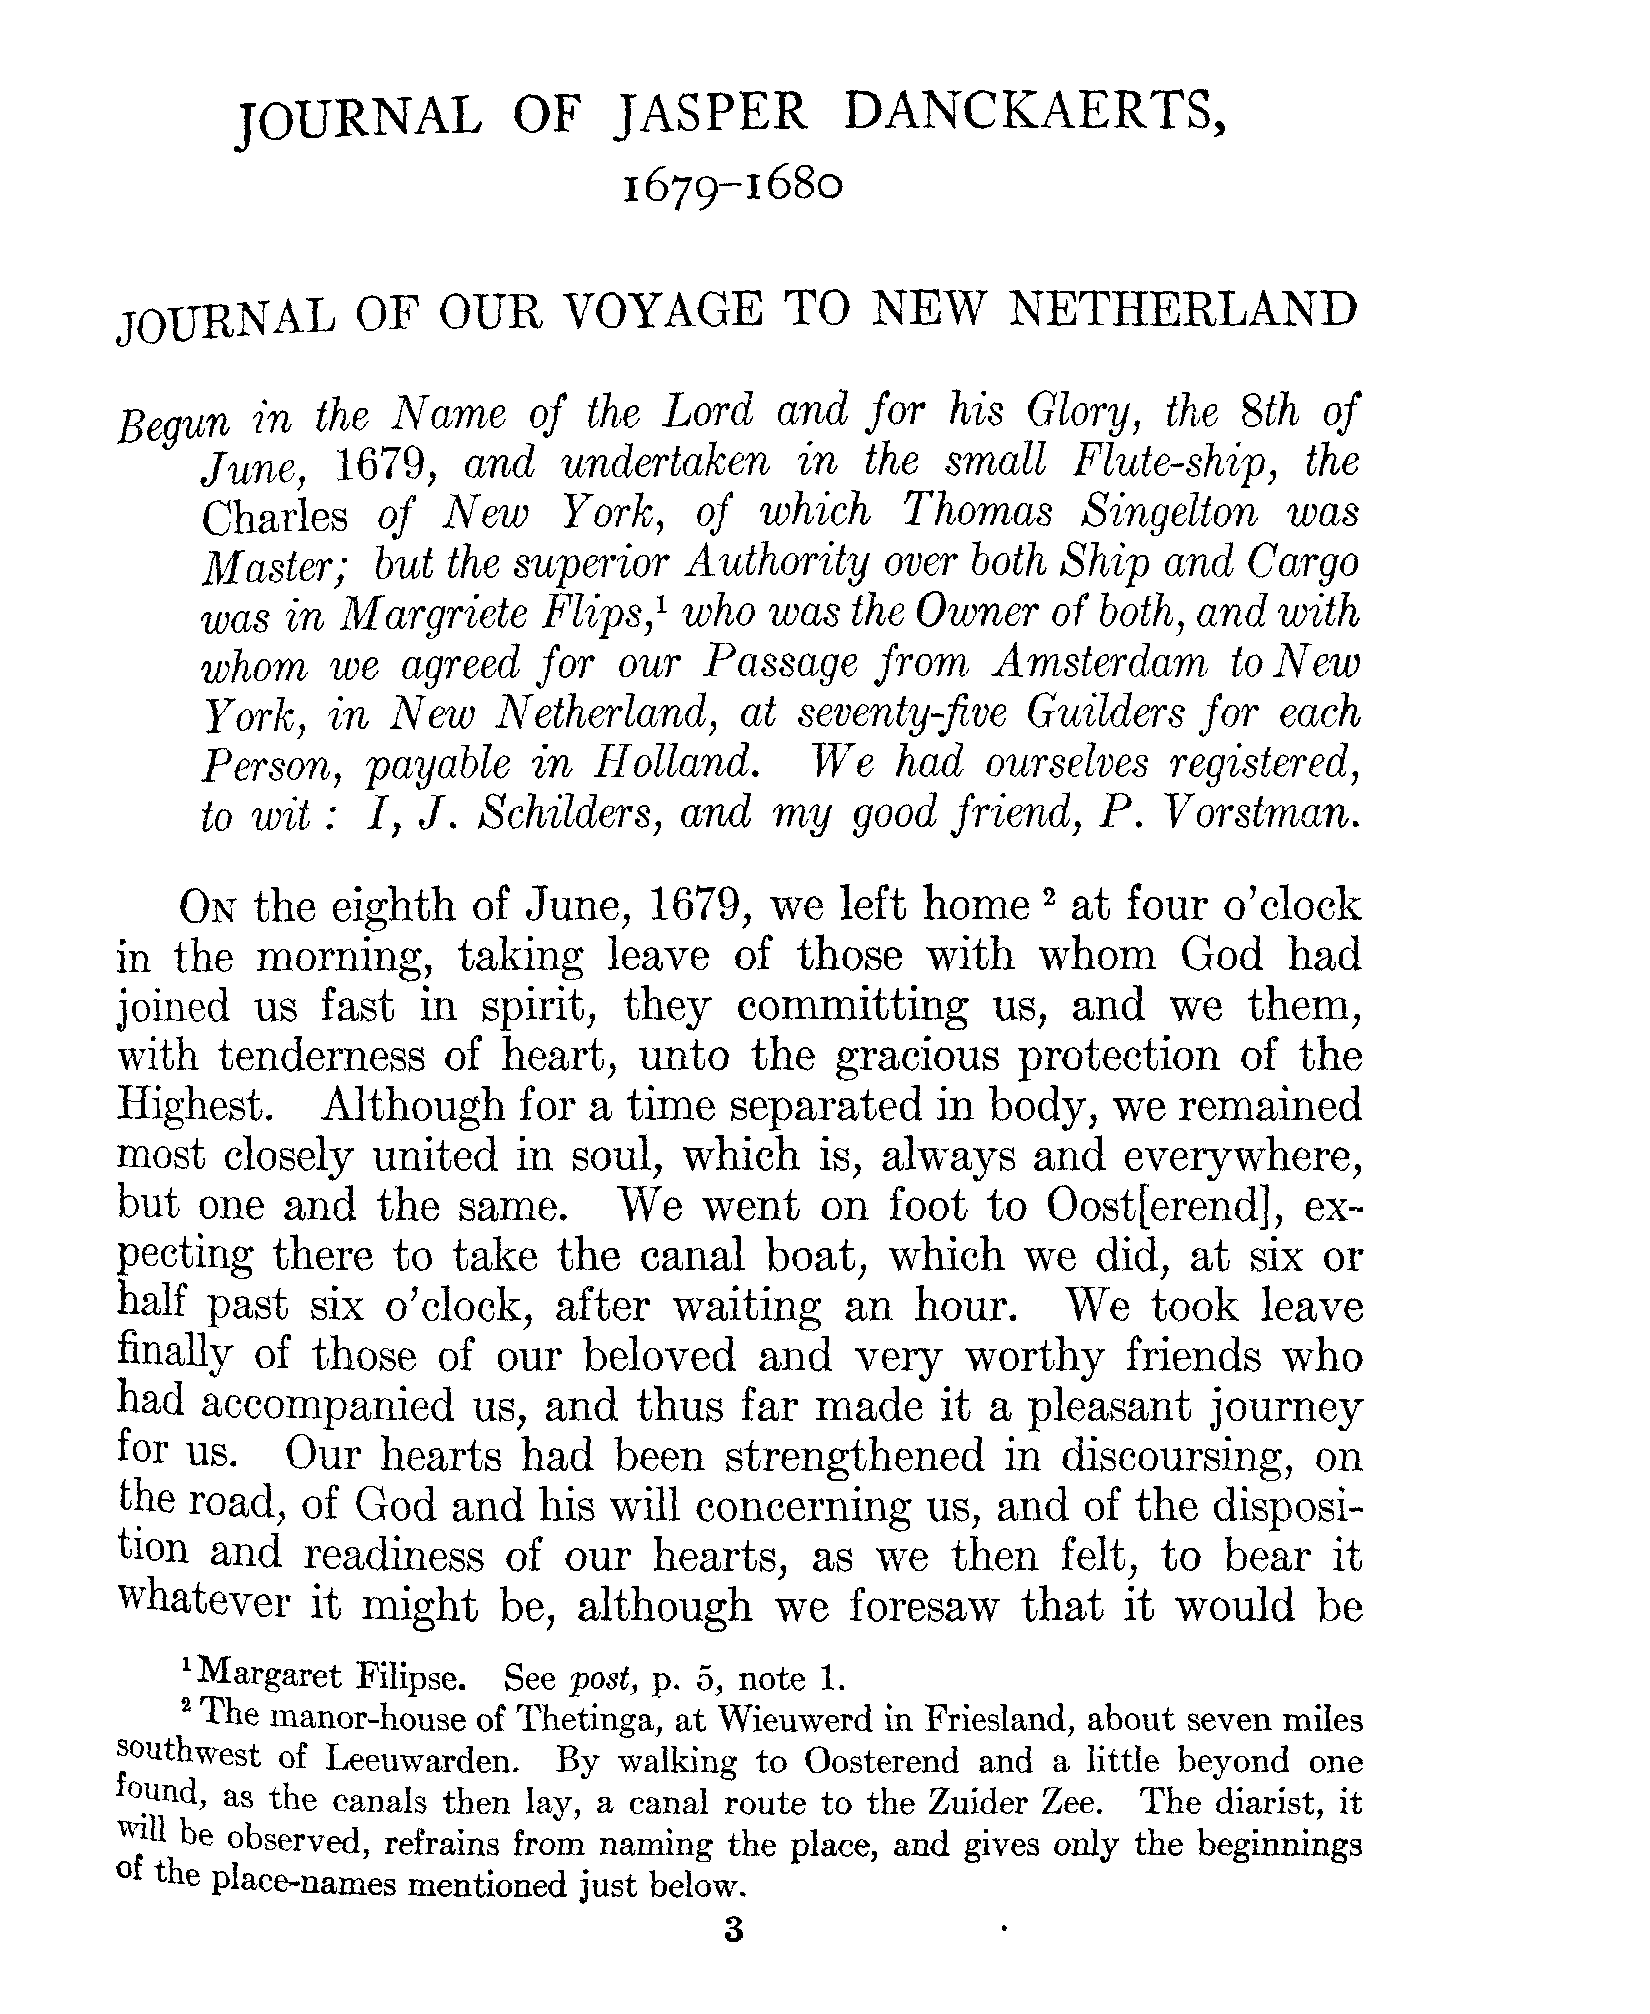 JOURNAL OF JASPER DANCKAERTS,
1679–1680
JOURNAL OF OUR VOYAGE TO NEW NETHERLAND
Begun in the Name of the Lord and for his Glory, the 8th of
June, 1679, and undertaken in the small Flute-ship, the
Charles of New York, of which Thomas Singelton was
Master; but the superior Authority over both Ship and Cargo
was in Margriete Flips,¹ who was the Owner of both, and with
whom we agreed for our Passage from Amsterdam to New
York, in New Netherland, at seventy-five Guilders for each
Person, payable in Holland. We had ourselves registered,
to wit : I, J. Schilders, and my good friend, P. Vorstman.
ON the eighth of June, 1679, we left home ² at four o'clock
in the morning, taking leave of those with whom God had
joined us fast in spirit, they committing us, and we them,
with tenderness of heart, unto the gracious protection of the
Highest. Although for a time separated in body, we remained
most closely united in soul, which is, always and everywhere,
but one and the same. We went on foot to Oost[erend], ex-
pecting there to take the canal boat, which we did, at six or
half past six o'clock, after waiting an hour. We took leave
finally of those of our beloved and very worthy friends who
had accompanied us, and thus far made it a pleasant journey
for us. Our hearts had been strengthened in discoursing, on
the road, of God and his will concerning us, and of the disposi-
tion and readiness of our hearts, as we then felt, to bear it
whatever it might be, although we foresaw that it would be
¹ Margaret Filipse. See post, p. 5, note 1.
² The manor-house of Thetinga, at Wieuwerd in Friesland, about seven miles
southwest of Leeuwarden. By walking to Oosterend and a little beyond one
found, as the canals then lay, a canal route to the Zuider Zee. The diarist, it
will be observed, refrains from naming the place, and gives only the beginnings
of the place-names mentioned just below.
3